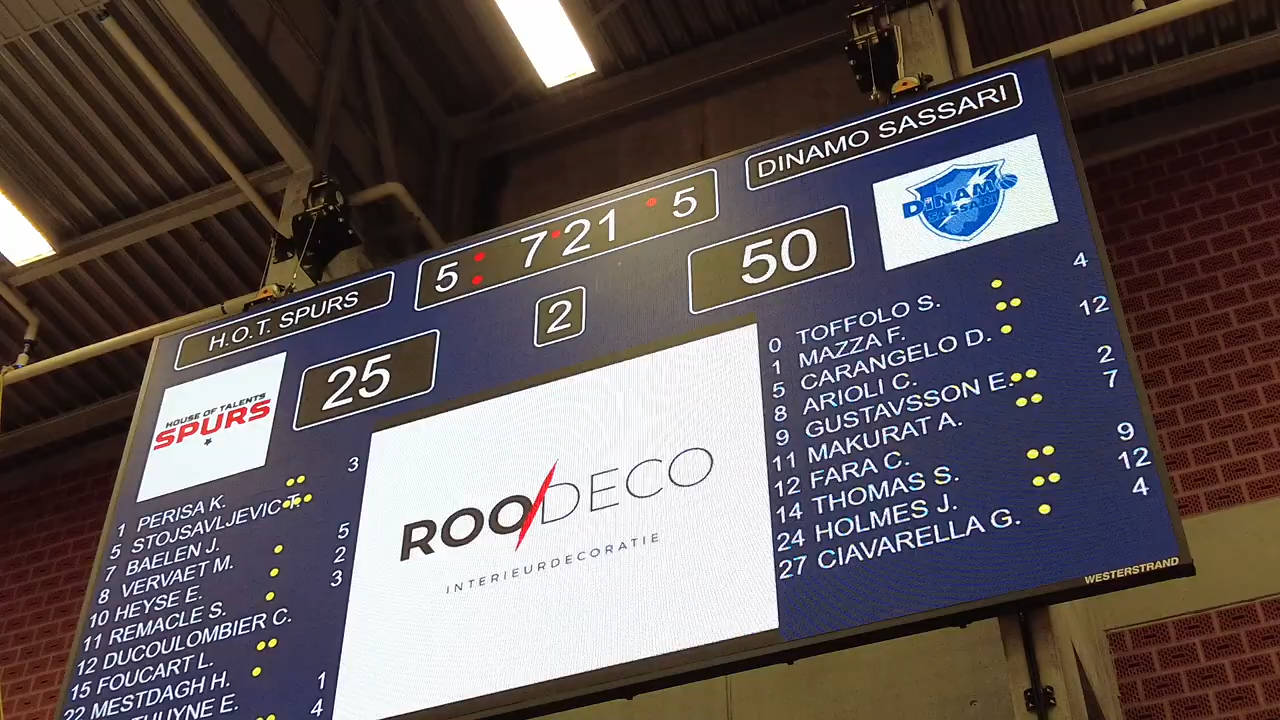 H.O.T. SPURS
5 : 7 21 5
DINAMO SASSARI
25
2
50
HOUSE OF TALENTS
SPURS
DINAMO
SASSARI
1 PERISA K. 3
5 STOJSAVLJEVIC T.
7 BAELEN J. 5
8 VERVAET M. 2
10 HEYSE E. 3
11 REMACLE S.
12 DUCOULOMBIER C.
15 FOUCART L.
22 MESTDAGH H. 1
4
ROO/DECO
INTERIEURDECORATIE
0 TOFFOLO S. 4
1 MAZZA F. 12
5 CARANGELO D.
8 ARIOLI C. 2
9 GUSTAVSSON E. 7
11 MAKURAT A.
12 FARA C. 9
14 THOMAS S. 12
24 HOLMES J. 4
27 CIAVARELLA G.
WESTERSTRAND